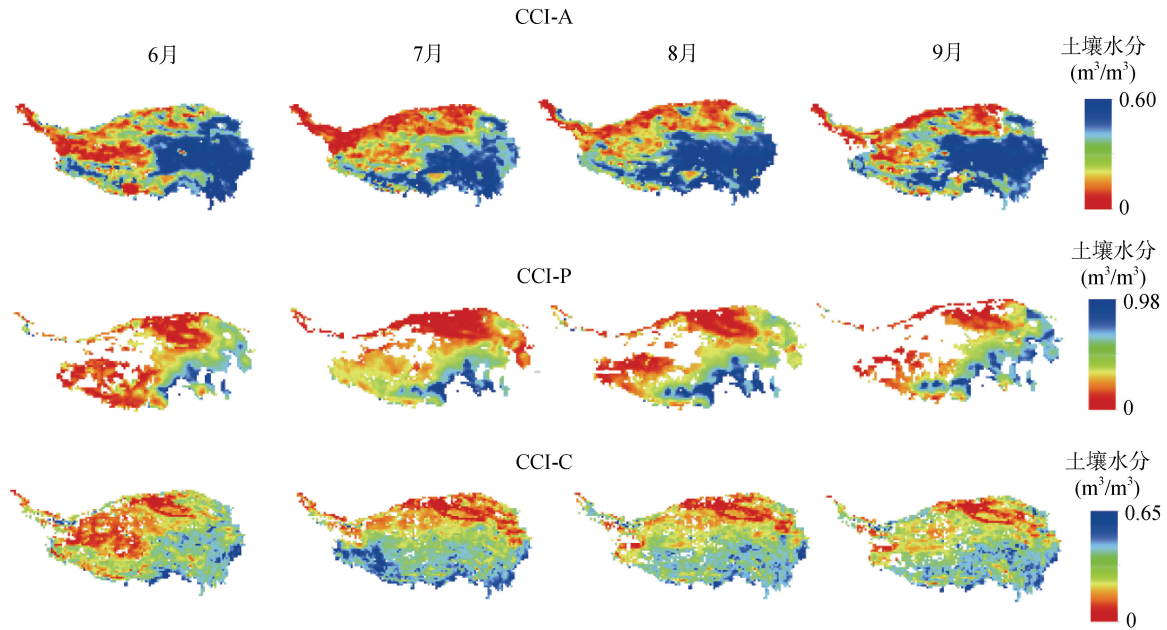 CCI-A
6月
7月
8月
9月
土壤水分
(m³/m³)
0.60
0
CCI-P
土壤水分
(m³/m³)
0.98
0
CCI-C
土壤水分
(m³/m³)
0.65
0